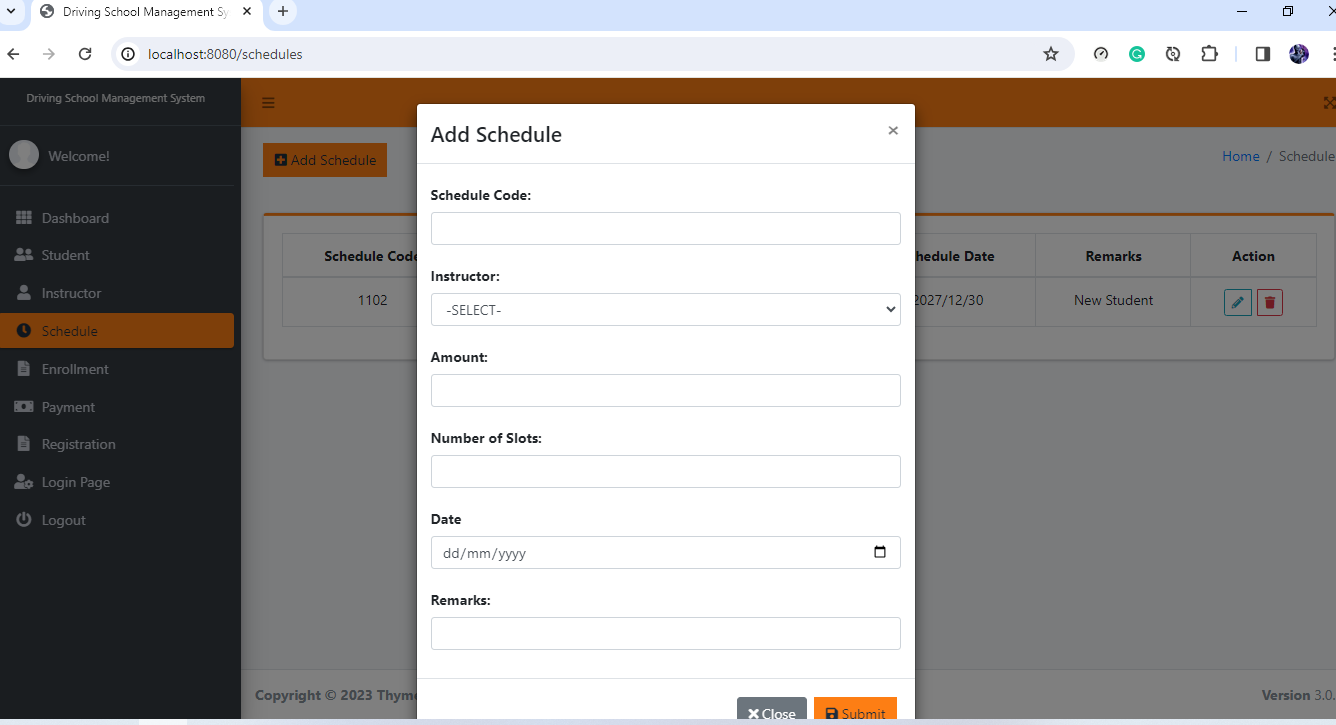 Driving School Management Sy
localhost:8080/schedules
Driving School Management System
Welcome!
Dashboard
Student
Instructor
Schedule
Enrollment
Payment
Registration
Login Page
Logout
Add Schedule
Home / Schedule
Schedule Code
hedule Date
Remarks
Action
1102
2027/12/30
New Student
Add Schedule
×
Schedule Code:
Instructor:
-SELECT-
Amount:
Number of Slots:
Date
dd/mm/yyyy
Remarks:
Close
Submit
Copyright © 2023 Thyme
Version 3.0.